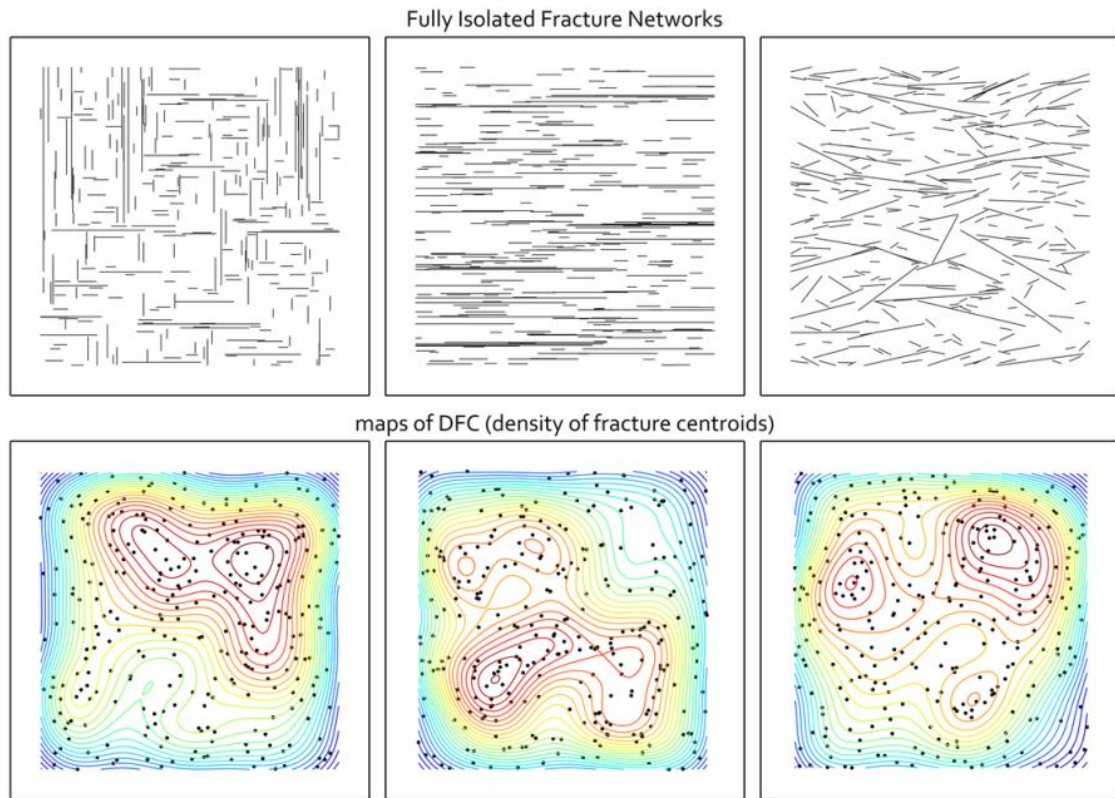 Fully Isolated Fracture Networks
maps of DFC (density of fracture centroids)